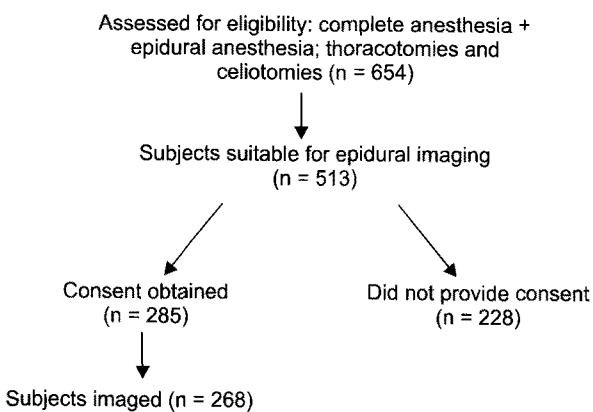 Assessed for eligibility: complete anesthesia +
epidural anesthesia; thoracotomies and
celiotomies (n = 654)
Subjects suitable for epidural imaging
(n = 513)
Consent obtained
(n = 285)
Did not provide consent
(n = 228)
Subjects imaged (n = 268)